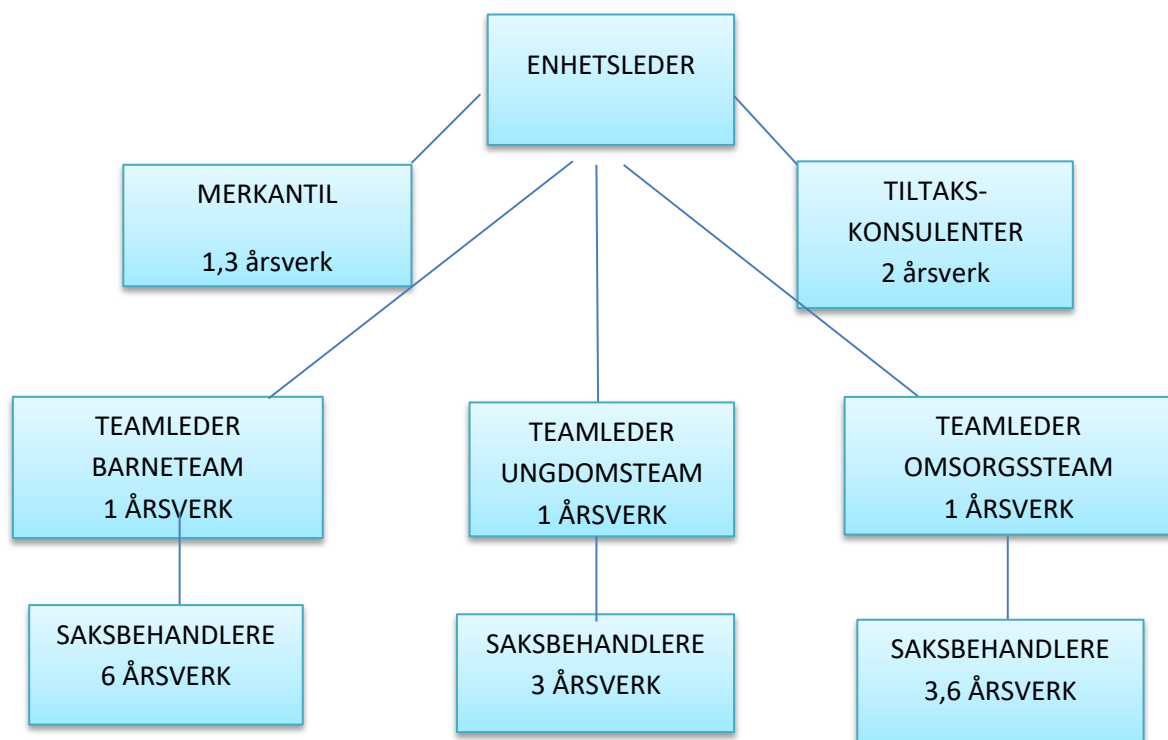 ENHETSLEDER
MERKANTIL
1,3 årsverk
TILTAKS-
KONSULENTER
2 årsverk
TEAMLEDER
BARNETEAM
1 ÅRSVERK
TEAMLEDER
UNGDOMSTEAM
1 ÅRSVERK
TEAMLEDER
OMSORGSSTEAM
1 ÅRSVERK
SAKSBEHANDLERE
6 ÅRSVERK
SAKSBEHANDLERE
3 ÅRSVERK
SAKSBEHANDLERE
3,6 ÅRSVERK